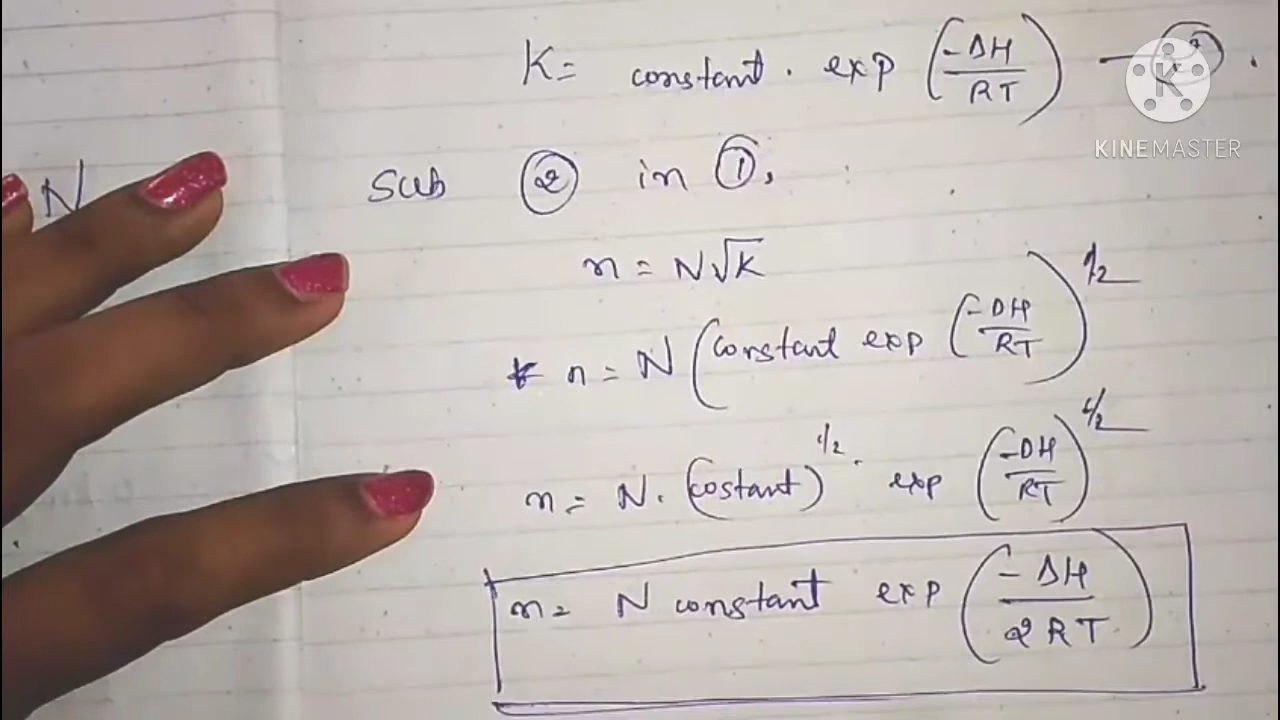 K = constant . exp (-ΔH/RT) — ②.
KINEMASTER
N
Sub ② in ①,
n = N√K
n = N (constant exp (-ΔH/RT))^1/2
n = N. (costant)^1/2 . exp (-ΔH/RT)^1/2
n = N constant exp (-ΔH/2RT)